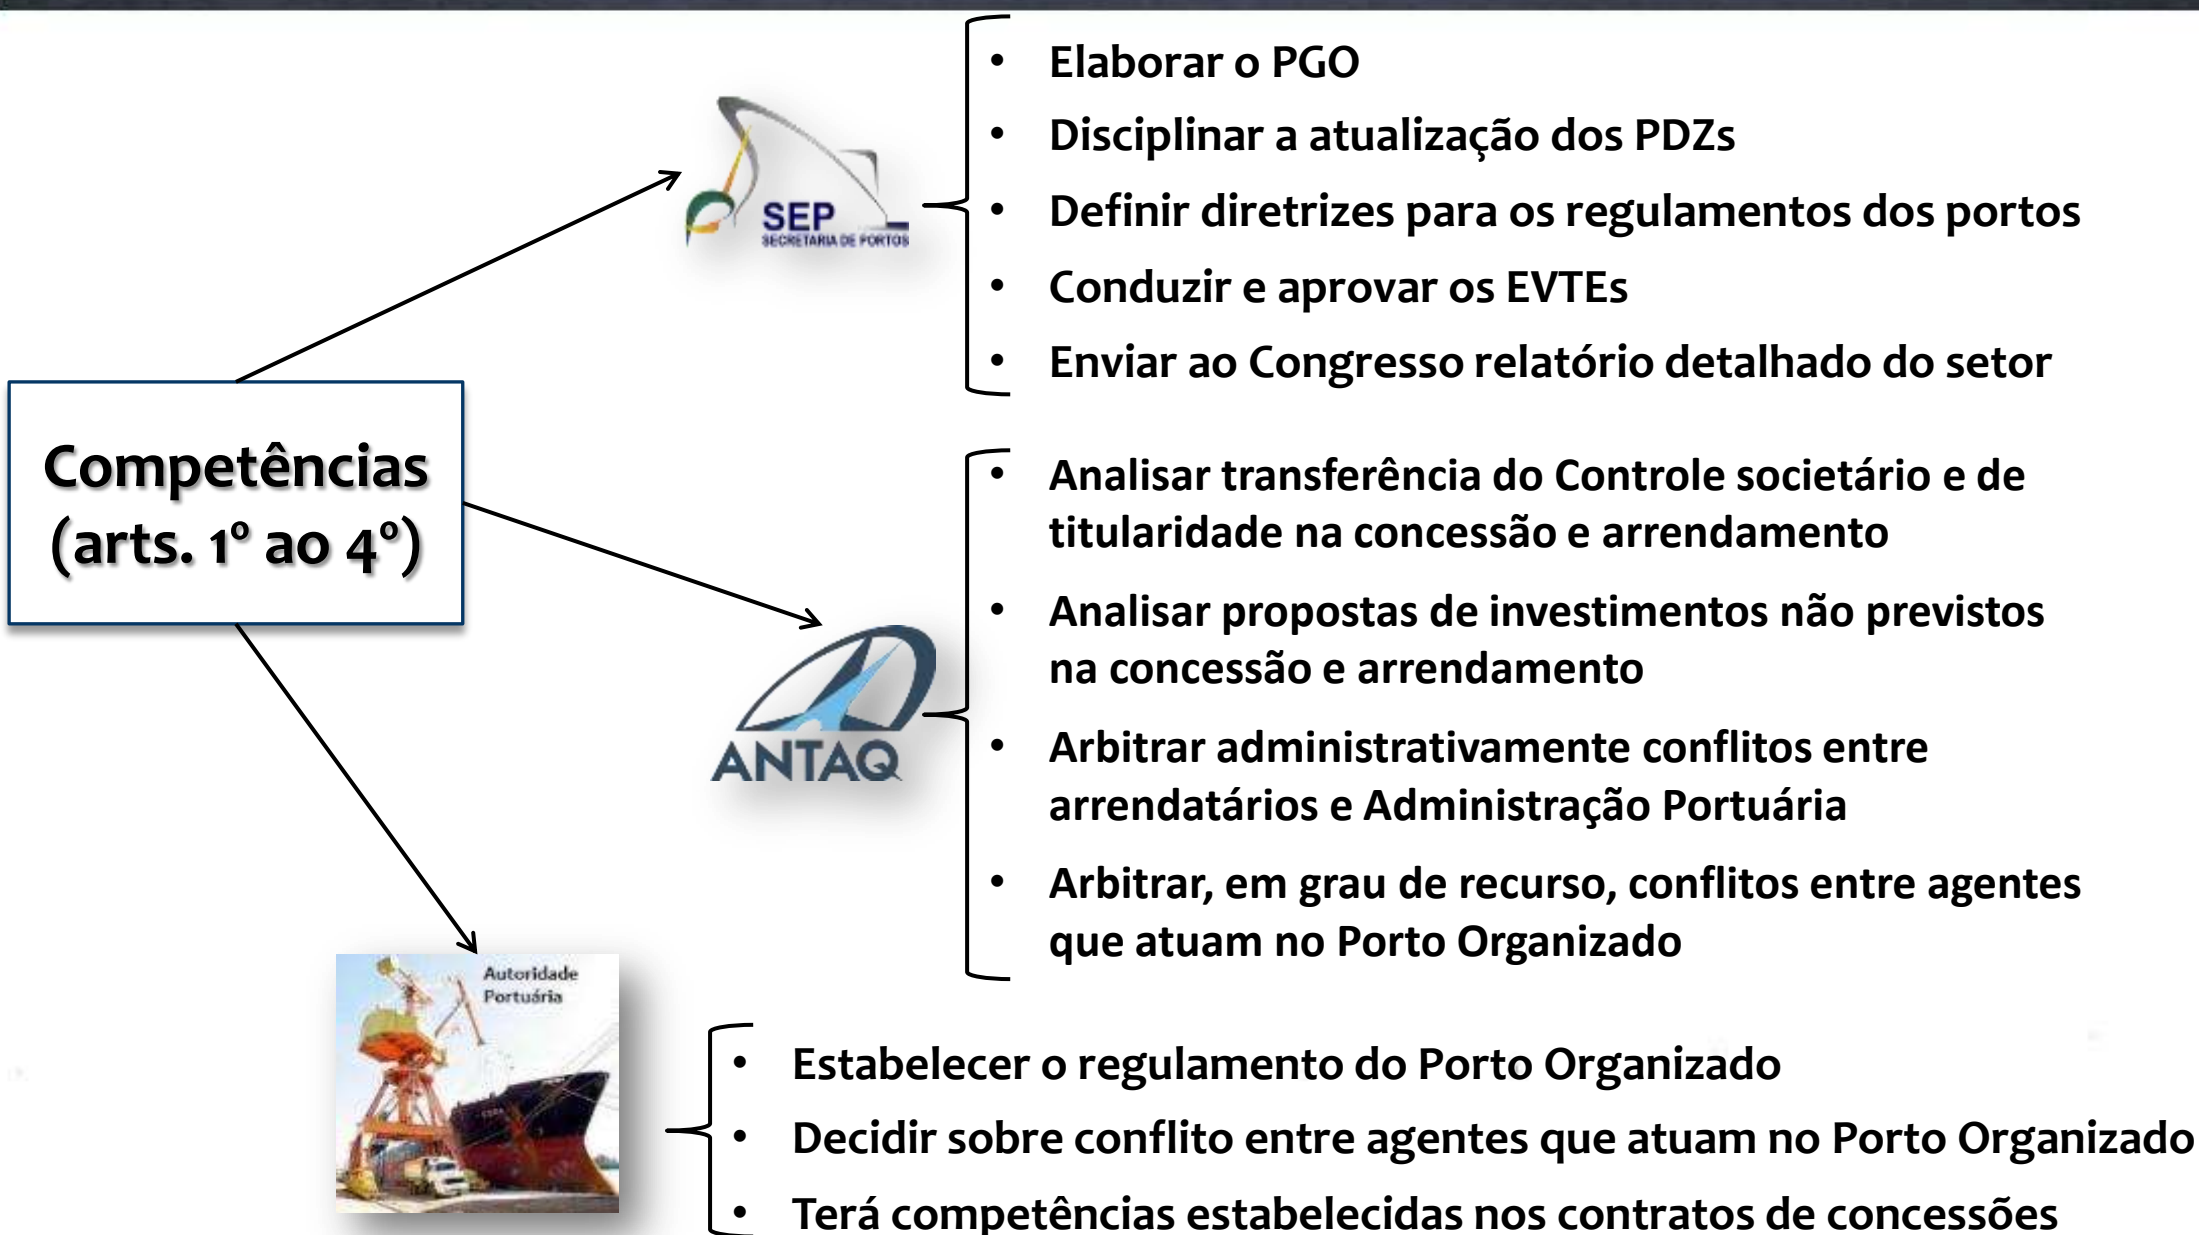 • Elaborar o PGO
• Disciplinar a atualização dos PDZs
• Definir diretrizes para os regulamentos dos portos
• Conduzir e aprovar os EVTEs
• Enviar ao Congresso relatório detalhado do setor
SEP
SECRETARIA DE PORTOS
Competências
(arts. 1º ao 4º)
• Analisar transferência do Controle societário e de
titularidade na concessão e arrendamento
• Analisar propostas de investimentos não previstos
na concessão e arrendamento
• Arbitrar administrativamente conflitos entre
arrendatários e Administração Portuária
• Arbitrar, em grau de recurso, conflitos entre agentes
que atuam no Porto Organizado
ANTAQ
Autoridade
Portuária
• Estabelecer o regulamento do Porto Organizado
• Decidir sobre conflito entre agentes que atuam no Porto Organizado
• Terá competências estabelecidas nos contratos de concessões